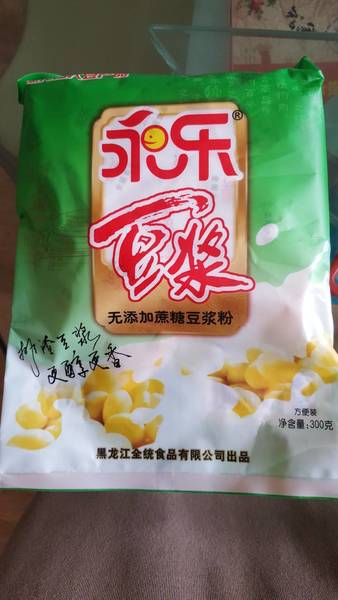 永乐®
豆浆
无添加蔗糖豆浆粉
掺渣豆浆
更醇更香
方便装
净含量:300克
黑龙江全统食品有限公司出品